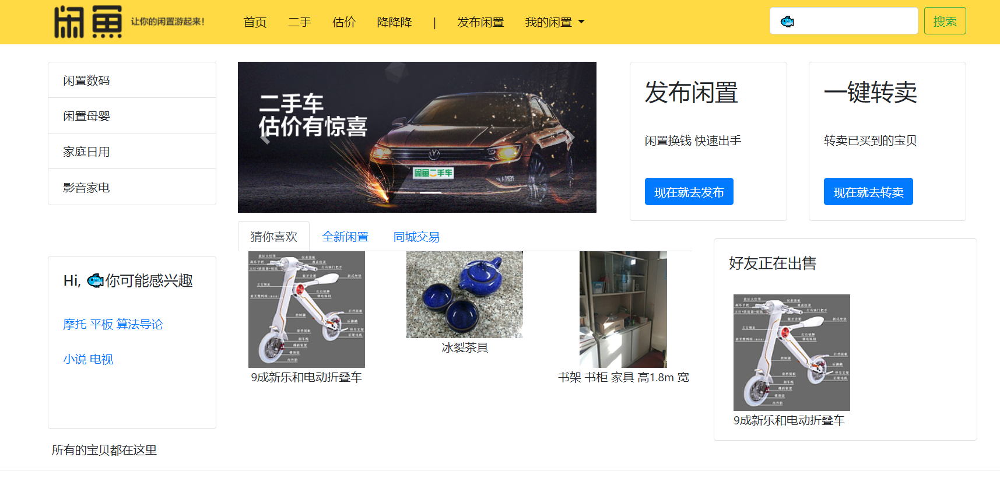 闲鱼 让你的闲置游起来!
首页 二手 估价 降降降 | 发布闲置 我的闲置
搜索
闲置数码
闲置母婴
家庭日用
影音家电
二手车
估价有惊喜
闲鱼二手车
发布闲置
闲置换钱 快速出手
现在就去发布
一键转卖
转卖已买到的宝贝
现在就去转卖
猜你喜欢 全新闲置 同城交易
9成新乐和电动折叠车
冰裂茶具
书架 书柜 家具 高1.8m 宽
Hi, 🐟你可能感兴趣
摩托 平板 算法导论
小说 电视
好友正在出售
9成新乐和电动折叠车
所有的宝贝都在这里